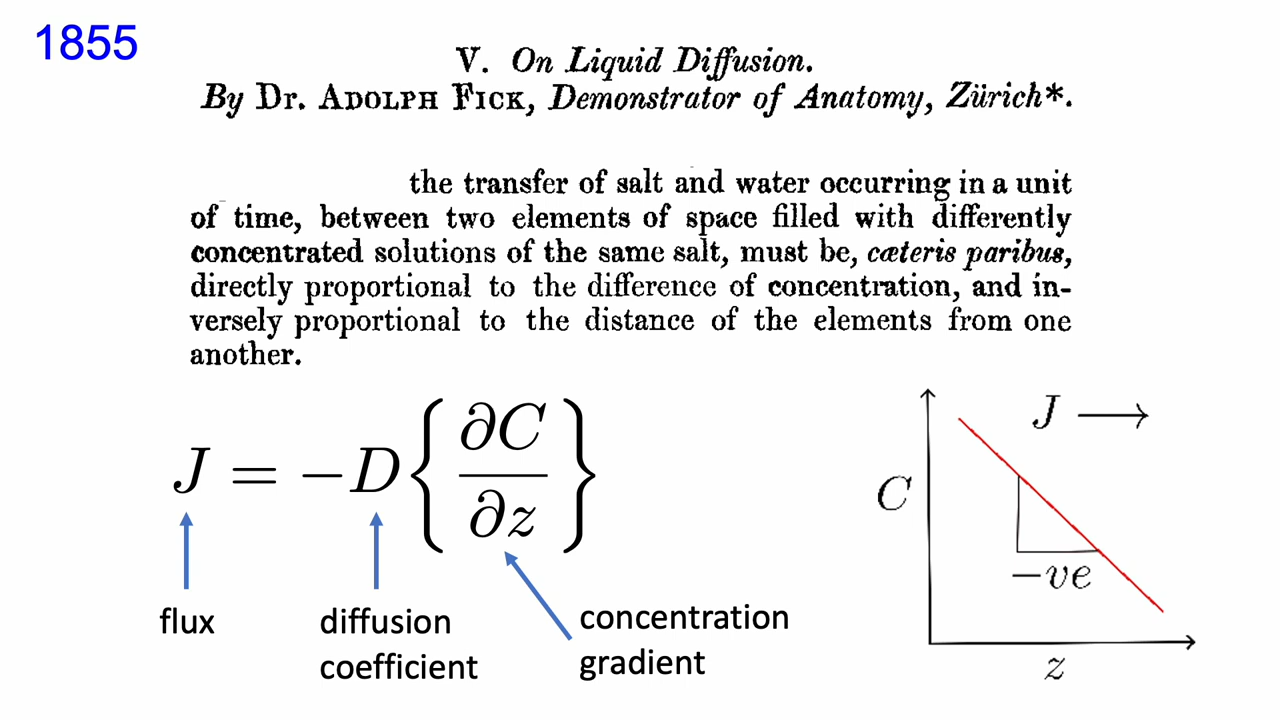 1855
V. On Liquid Diffusion.
By Dr. ADOLPH FICK, Demonstrator of Anatomy, Zürich*.
the transfer of salt and water occurring in a unit
of time, between two elements of space filled with differently
concentrated solutions of the same salt, must be, cæteris paribus,
directly proportional to the difference of concentration, and in-
versely proportional to the distance of the elements from one
another.
J = −D { ∂C / ∂z }
flux
diffusion
coefficient
concentration
gradient
J →
C
−ve
z